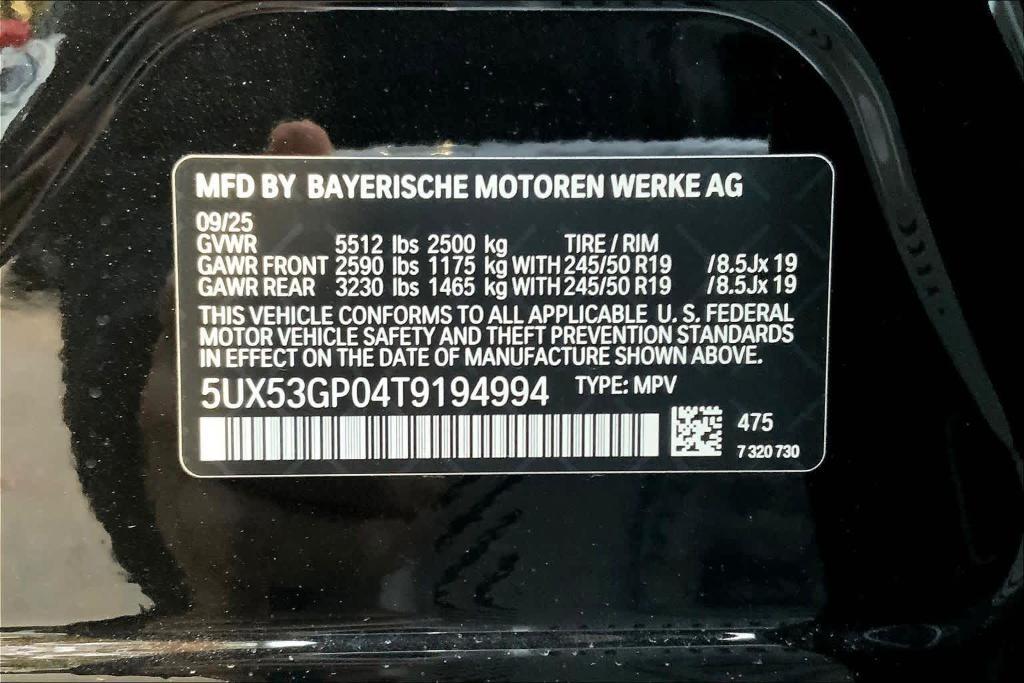 MFD BY BAYERISCHE MOTOREN WERKE AG
09/25
GVWR 5512 lbs 2500 kg TIRE / RIM
GAWR FRONT 2590 lbs 1175 kg WITH 245/50 R19 /8.5Jx 19
GAWR REAR 3230 lbs 1465 kg WITH 245/50 R19 /8.5Jx 19
THIS VEHICLE CONFORMS TO ALL APPLICABLE U. S. FEDERAL
MOTOR VEHICLE SAFETY AND THEFT PREVENTION STANDARDS
IN EFFECT ON THE DATE OF MANUFACTURE SHOWN ABOVE.
5UX53GP04T9194994 TYPE: MPV
475
7 320 730